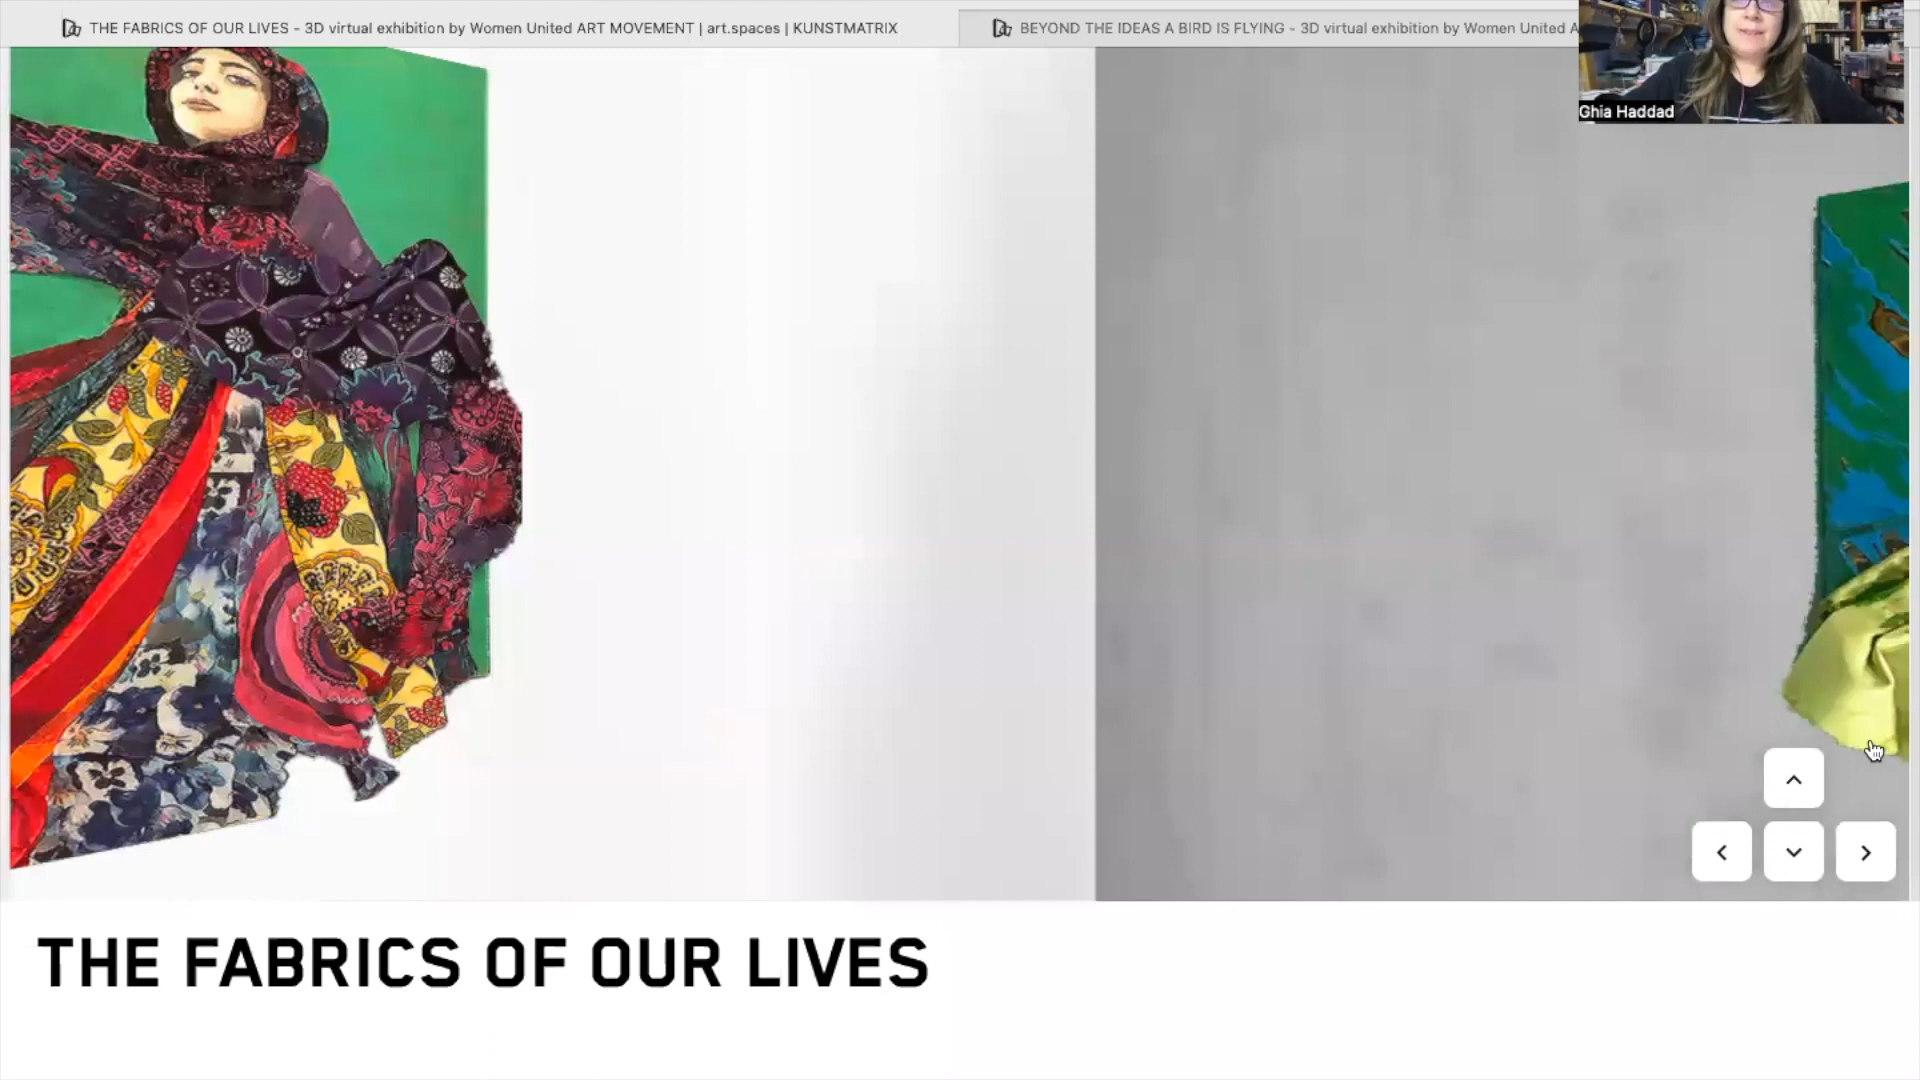 THE FABRICS OF OUR LIVES - 3D virtual exhibition by Women United ART MOVEMENT | art.spaces | KUNSTMATRIX
BEYOND THE IDEAS A BIRD IS FLYING - 3D virtual exhibition by Women United A
Ghia Haddad
THE FABRICS OF OUR LIVES